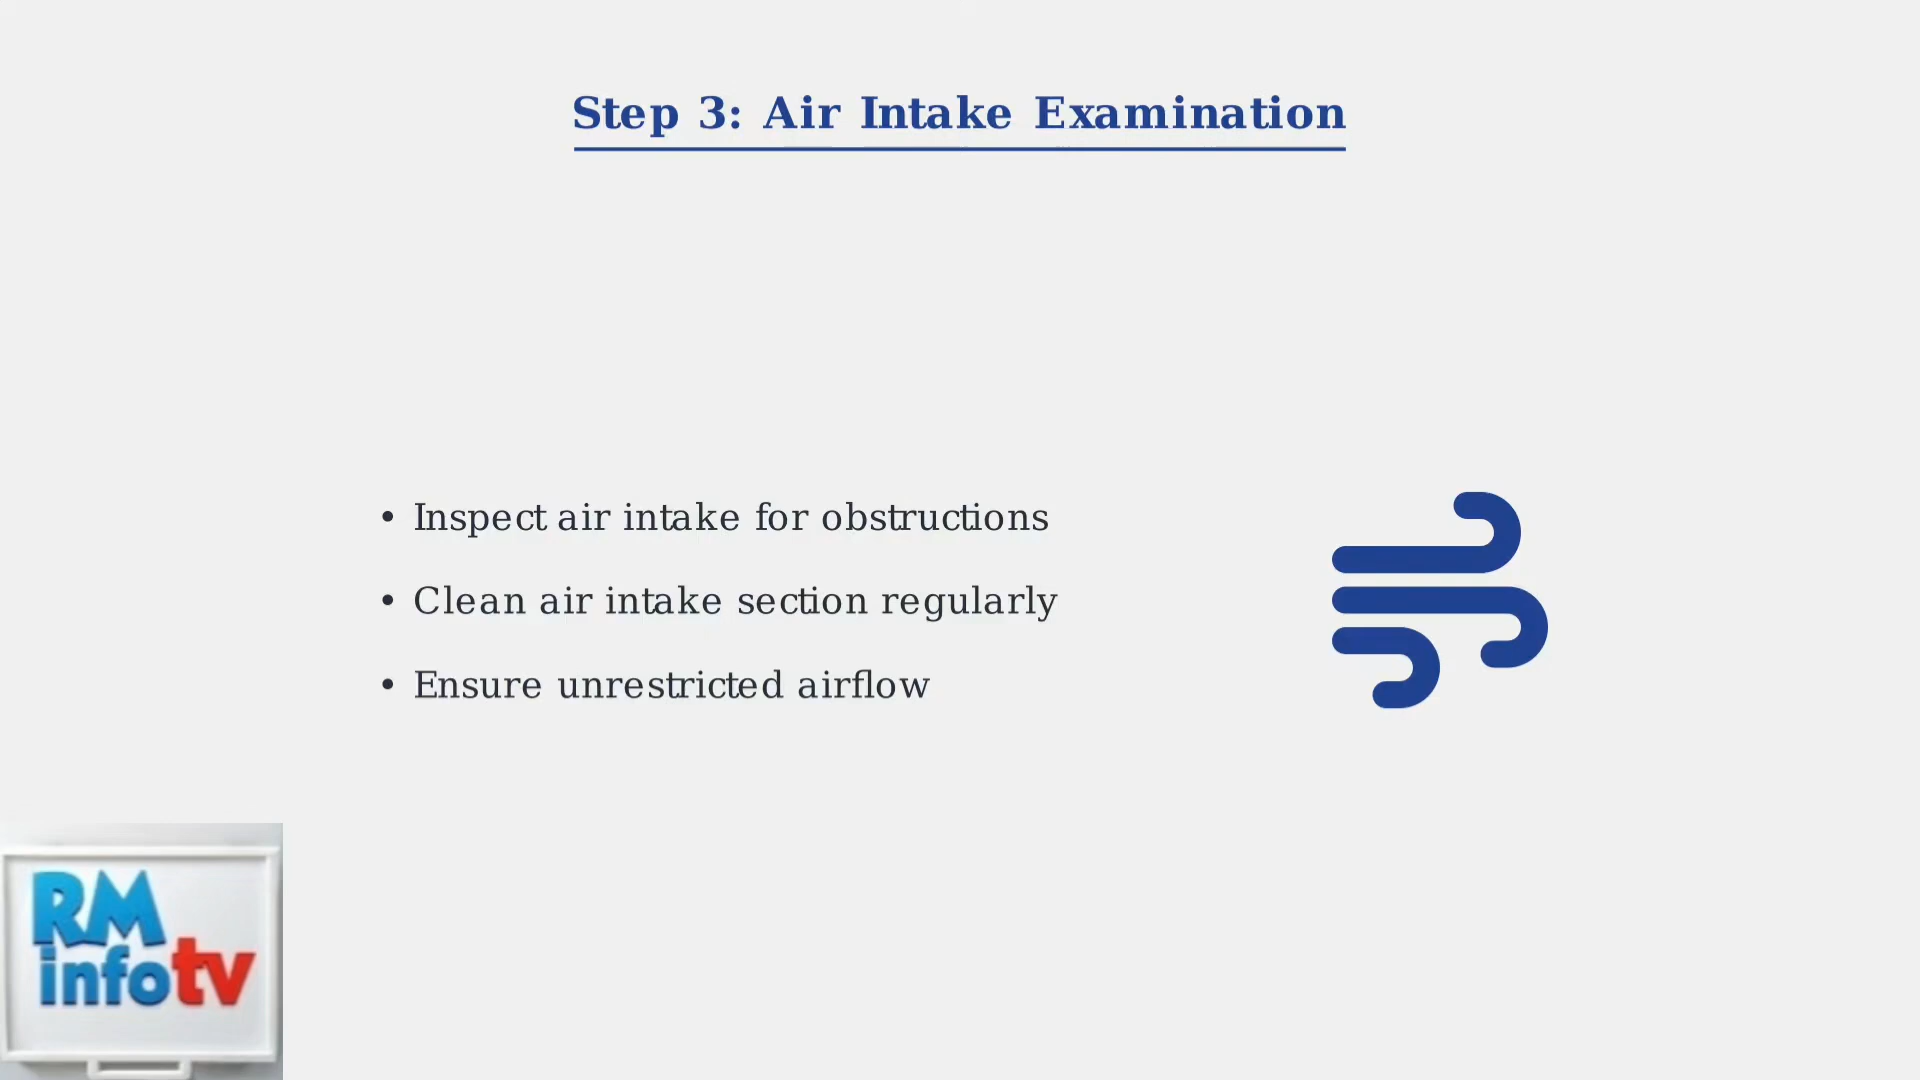 Step 3: Air Intake Examination
• Inspect air intake for obstructions
• Clean air intake section regularly
• Ensure unrestricted airflow
RM
infotv